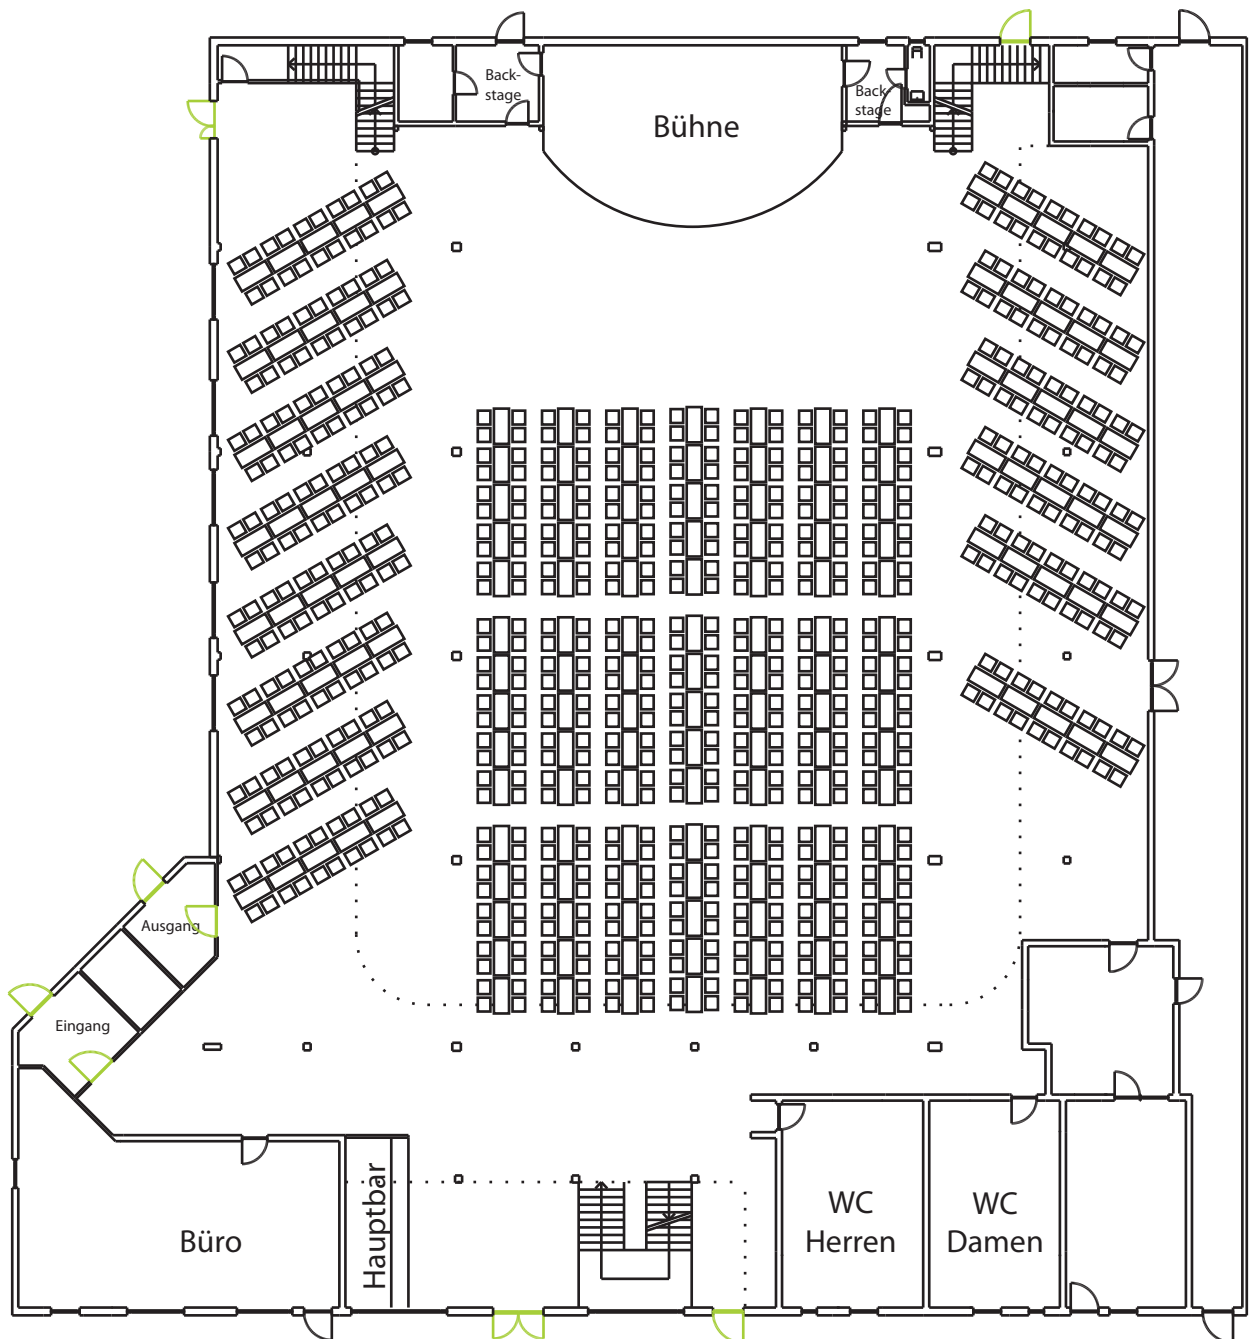 Back-
stage
Bühne
Back-
stage
Ausgang
Eingang
Büro
Hauptbar
WC
Herren
WC
Damen